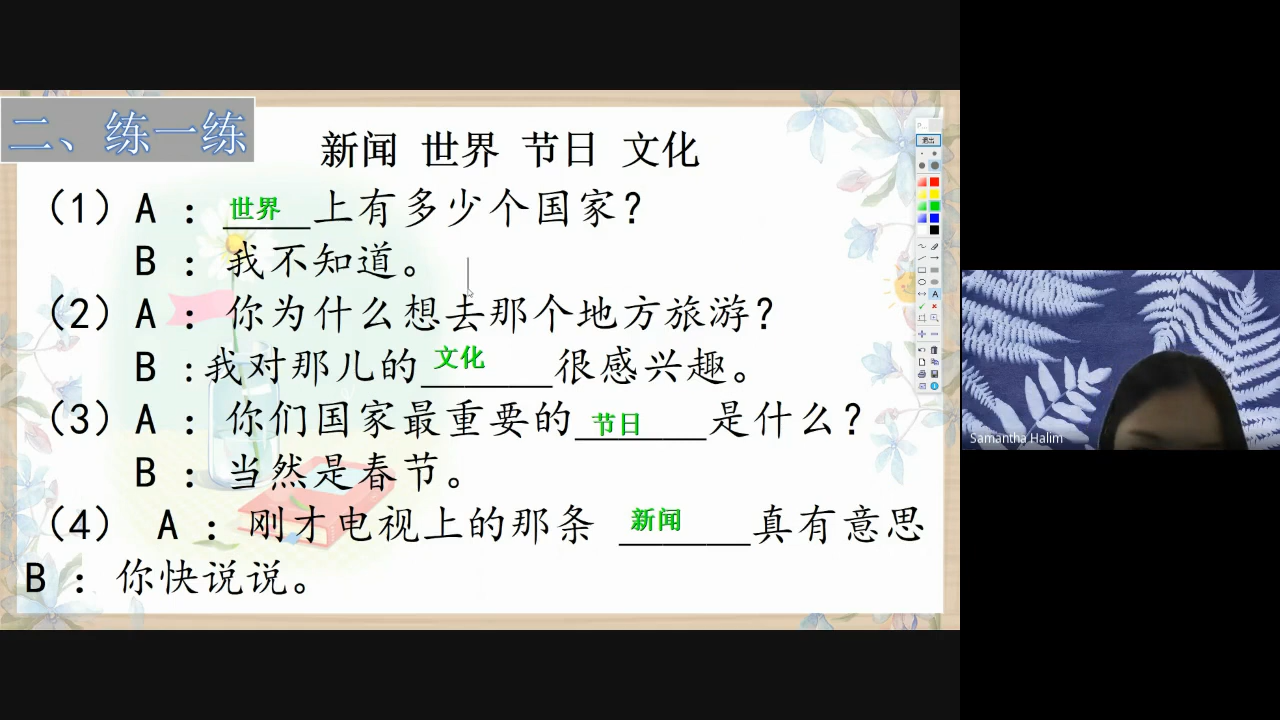 二、练一练
新闻 世界 节日 文化
（1）A ：世界上有多少个国家？
B ：我不知道。
（2）A ：你为什么想去那个地方旅游？
B :我对那儿的文化很感兴趣。
（3）A ：你们国家最重要的节日是什么？
B ：当然是春节。
（4） A ：刚才电视上的那条 新闻真有意思
B ：你快说说。
退出
A
Samantha Halim